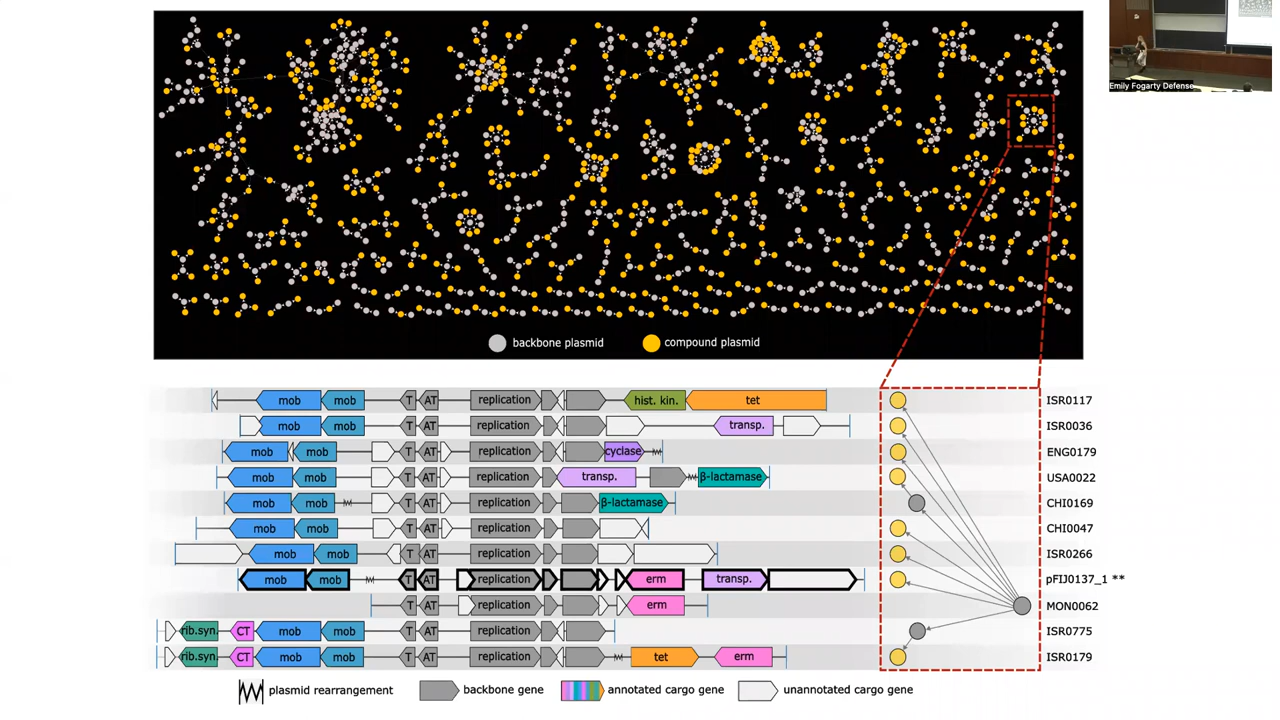 Emily Fogarty Defense
backbone plasmid compound plasmid
mob mob T AT replication hist. kin. tet ISR0117
mob mob T AT replication transp. ISR0036
mob mob T AT replication cyclase ENG0179
mob mob T AT replication transp. β-lactamase USA0022
mob mob T AT replication β-lactamase CHI0169
mob mob T AT replication CHI0047
mob mob T AT replication ISR0266
mob mob T AT replication erm transp. pFIJ0137_1 **
T AT replication erm MON0062
rib.syn. CT mob mob T AT replication ISR0775
rib.syn. CT mob mob T AT replication tet erm ISR0179
plasmid rearrangement backbone gene annotated cargo gene unannotated cargo gene